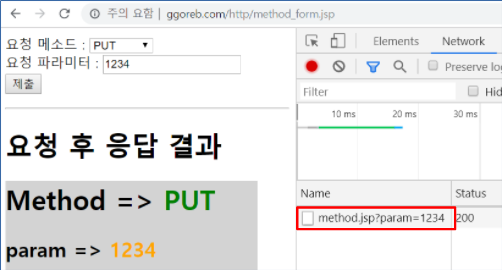 주의 요함 | ggoreb.com/http/method_form.jsp
요청 메소드 : PUT
요청 파라미터 : 1234
제출
요청 후 응답 결과
Method => PUT
param => 1234
Elements Network
Preserve log
Filter
Hid
10 ms 20 ms 30 ms
Name Status
method.jsp?param=1234 200